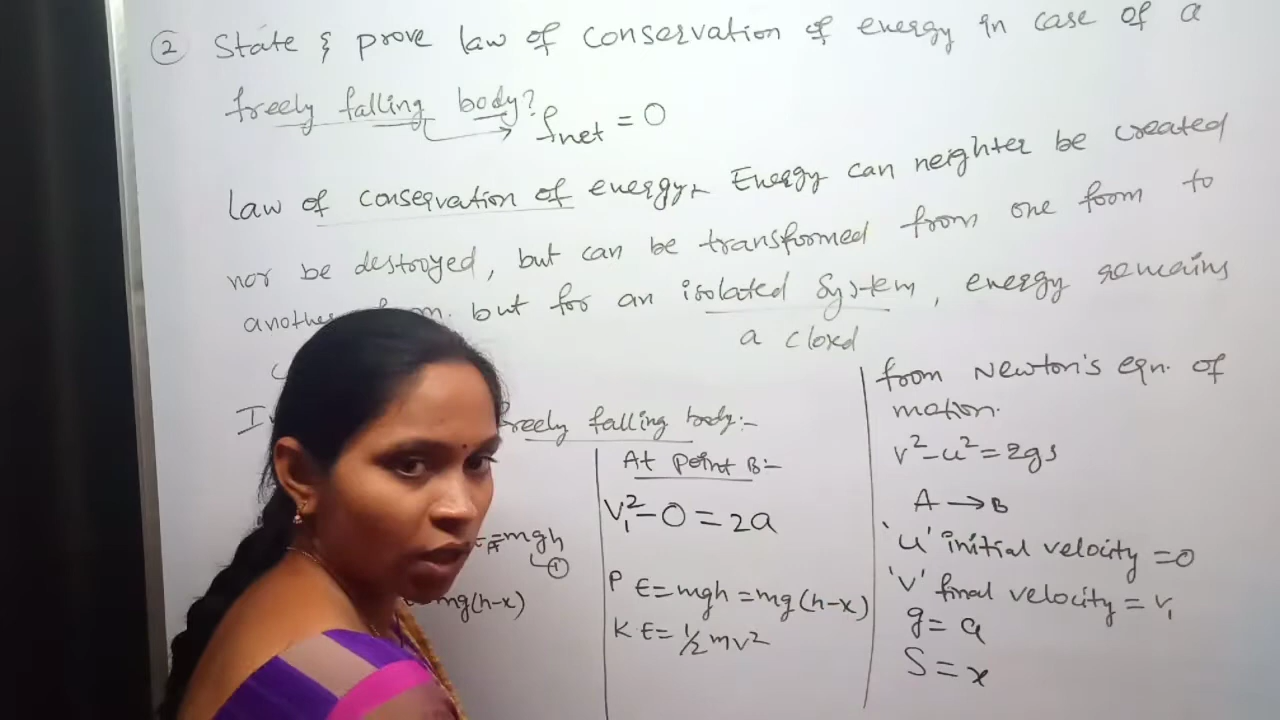 ② State & prove law of conservation of energy in case of a
freely falling body?
fnet = 0
Law of conseqvation of energy:- Energy can neighter be created
nor be destroyed, but can be transformed from one form to
but for an isolated system, energy remains
a closed
freely falling body:-
=mgh
①
mg(h-x)
At point B:-
V₁²-0 = 2a
P E=mgh=mg(h-x)
K E=½mv²
from Newton's eqn. of
motion.
v²-u²=2gs
A → B
'u' initial velocity =0
'v' final velocity = v₁
g= a
S = x